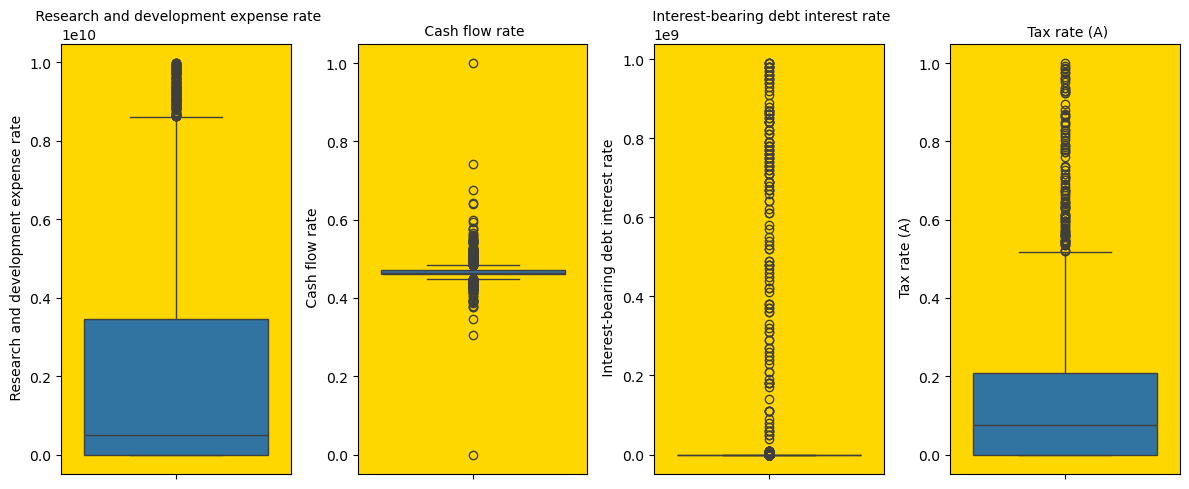 Research and development expense rate
1e10
Research and development expense rate
1.0
0.8
0.6
0.4
0.2
0.0
Cash flow rate
Cash flow rate
1.0
0.8
0.6
0.4
0.2
0.0
Interest-bearing debt interest rate
1e9
Interest-bearing debt interest rate
1.0
0.8
0.6
0.4
0.2
0.0
Tax rate (A)
Tax rate (A)
1.0
0.8
0.6
0.4
0.2
0.0